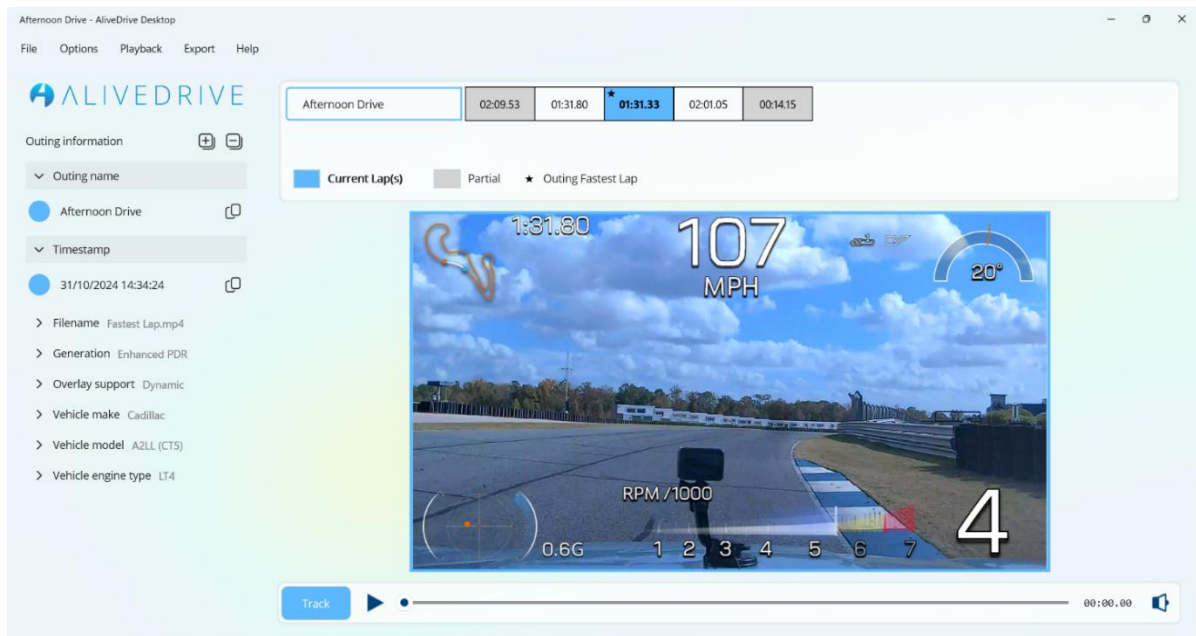 Afternoon Drive - AliveDrive Desktop
File Options Playback Export Help
ALIVEDRIVE
Outing information
Outing name
Afternoon Drive
Timestamp
31/10/2024 14:34:24
Filename Fastest Lap.mp4
Generation Enhanced PDR
Overlay support Dynamic
Vehicle make Cadillac
Vehicle model A2LL (CT5)
Vehicle engine type LT4
Afternoon Drive 02:09.53 01:31.80 01:31.33 02:01.05 00:14.15
Current Lap(s) Partial ★ Outing Fastest Lap
1:31.80
107
MPH
20°
RPM /1000
0.6G
1 2 3 4 5 6 7
4
Track
00:00.00